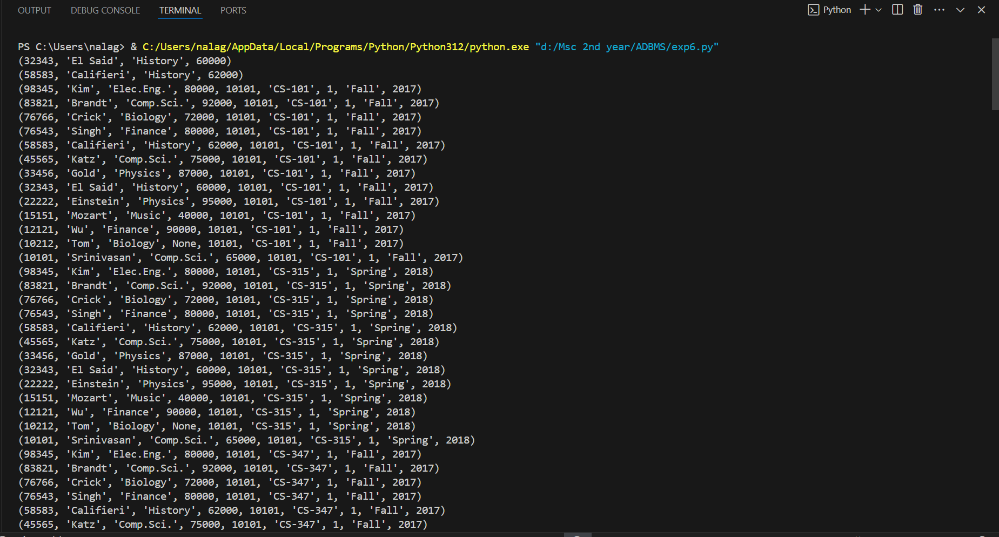 OUTPUT DEBUG CONSOLE TERMINAL PORTS Python
PS C:\Users\nalag> & C:/Users/nalag/AppData/Local/Programs/Python/Python312/python.exe "d:/Msc 2nd year/ADBMS/exp6.py"
(32343, 'El Said', 'History', 60000)
(58583, 'Califieri', 'History', 62000)
(98345, 'Kim', 'Elec.Eng.', 80000, 10101, 'CS-101', 1, 'Fall', 2017)
(83821, 'Brandt', 'Comp.Sci.', 92000, 10101, 'CS-101', 1, 'Fall', 2017)
(76766, 'Crick', 'Biology', 72000, 10101, 'CS-101', 1, 'Fall', 2017)
(76543, 'Singh', 'Finance', 80000, 10101, 'CS-101', 1, 'Fall', 2017)
(58583, 'Califieri', 'History', 62000, 10101, 'CS-101', 1, 'Fall', 2017)
(45565, 'Katz', 'Comp.Sci.', 75000, 10101, 'CS-101', 1, 'Fall', 2017)
(33456, 'Gold', 'Physics', 87000, 10101, 'CS-101', 1, 'Fall', 2017)
(32343, 'El Said', 'History', 60000, 10101, 'CS-101', 1, 'Fall', 2017)
(22222, 'Einstein', 'Physics', 95000, 10101, 'CS-101', 1, 'Fall', 2017)
(15151, 'Mozart', 'Music', 40000, 10101, 'CS-101', 1, 'Fall', 2017)
(12121, 'Wu', 'Finance', 90000, 10101, 'CS-101', 1, 'Fall', 2017)
(10212, 'Tom', 'Biology', None, 10101, 'CS-101', 1, 'Fall', 2017)
(10101, 'Srinivasan', 'Comp.Sci.', 65000, 10101, 'CS-101', 1, 'Fall', 2017)
(98345, 'Kim', 'Elec.Eng.', 80000, 10101, 'CS-315', 1, 'Spring', 2018)
(83821, 'Brandt', 'Comp.Sci.', 92000, 10101, 'CS-315', 1, 'Spring', 2018)
(76766, 'Crick', 'Biology', 72000, 10101, 'CS-315', 1, 'Spring', 2018)
(76543, 'Singh', 'Finance', 80000, 10101, 'CS-315', 1, 'Spring', 2018)
(58583, 'Califieri', 'History', 62000, 10101, 'CS-315', 1, 'Spring', 2018)
(45565, 'Katz', 'Comp.Sci.', 75000, 10101, 'CS-315', 1, 'Spring', 2018)
(33456, 'Gold', 'Physics', 87000, 10101, 'CS-315', 1, 'Spring', 2018)
(32343, 'El Said', 'History', 60000, 10101, 'CS-315', 1, 'Spring', 2018)
(22222, 'Einstein', 'Physics', 95000, 10101, 'CS-315', 1, 'Spring', 2018)
(15151, 'Mozart', 'Music', 40000, 10101, 'CS-315', 1, 'Spring', 2018)
(12121, 'Wu', 'Finance', 90000, 10101, 'CS-315', 1, 'Spring', 2018)
(10212, 'Tom', 'Biology', None, 10101, 'CS-315', 1, 'Spring', 2018)
(10101, 'Srinivasan', 'Comp.Sci.', 65000, 10101, 'CS-315', 1, 'Spring', 2018)
(98345, 'Kim', 'Elec.Eng.', 80000, 10101, 'CS-347', 1, 'Fall', 2017)
(83821, 'Brandt', 'Comp.Sci.', 92000, 10101, 'CS-347', 1, 'Fall', 2017)
(76766, 'Crick', 'Biology', 72000, 10101, 'CS-347', 1, 'Fall', 2017)
(76543, 'Singh', 'Finance', 80000, 10101, 'CS-347', 1, 'Fall', 2017)
(58583, 'Califieri', 'History', 62000, 10101, 'CS-347', 1, 'Fall', 2017)
(45565, 'Katz', 'Comp.Sci.', 75000, 10101, 'CS-347', 1, 'Fall', 2017)